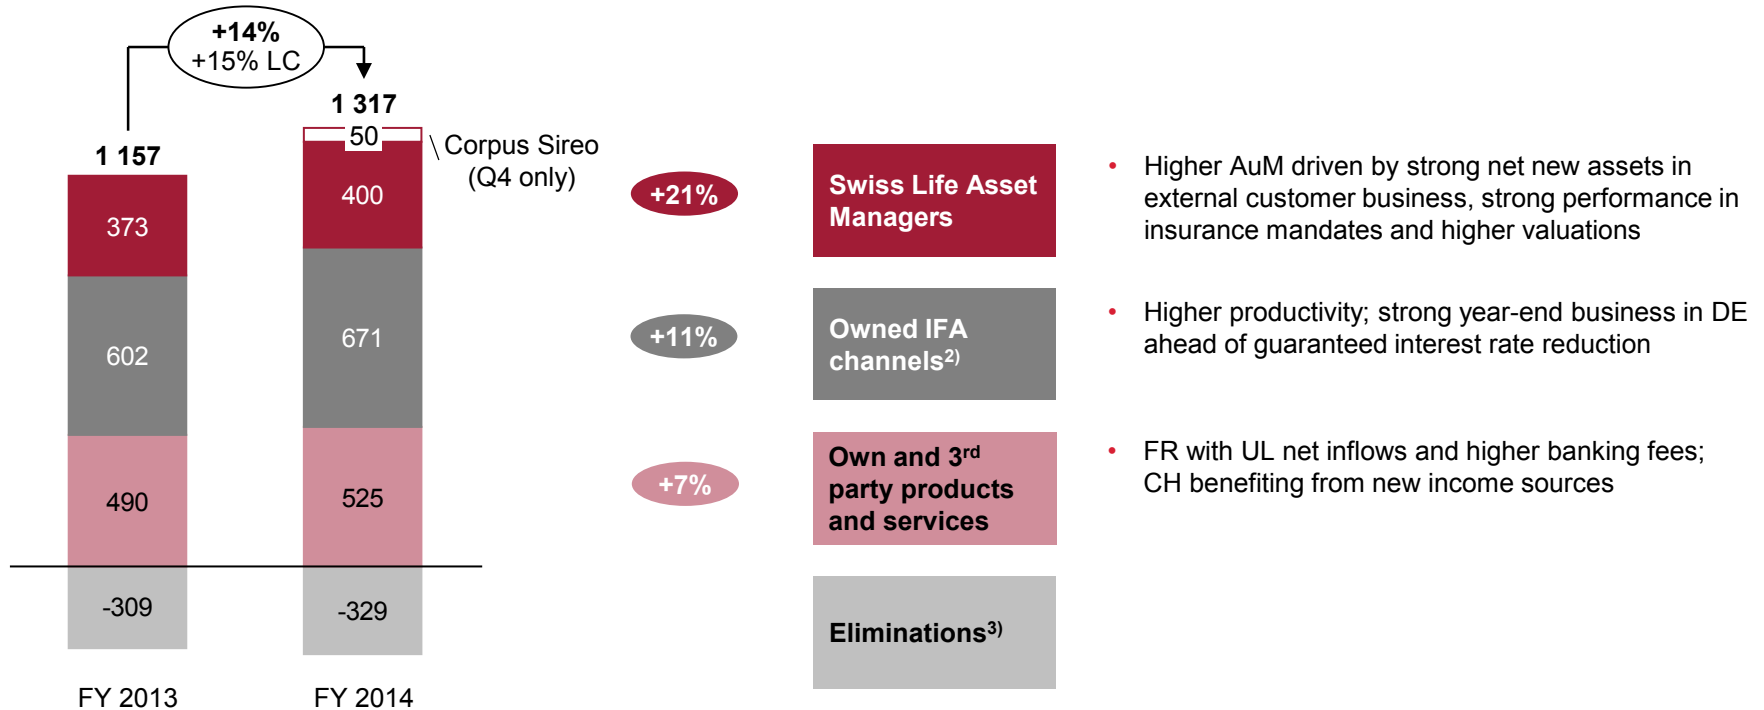 +14%
+15% LC
1 157
373
602
490
-309
FY 2013
1 317
50
400
671
525
-329
FY 2014
Corpus Sireo
(Q4 only)
+21%
Swiss Life Asset
Managers
• Higher AuM driven by strong net new assets in
external customer business, strong performance in
insurance mandates and higher valuations
+11%
Owned IFA
channels2)
• Higher productivity; strong year-end business in DE
ahead of guaranteed interest rate reduction
+7%
Own and 3rd
party products
and services
• FR with UL net inflows and higher banking fees;
CH benefiting from new income sources
Eliminations3)